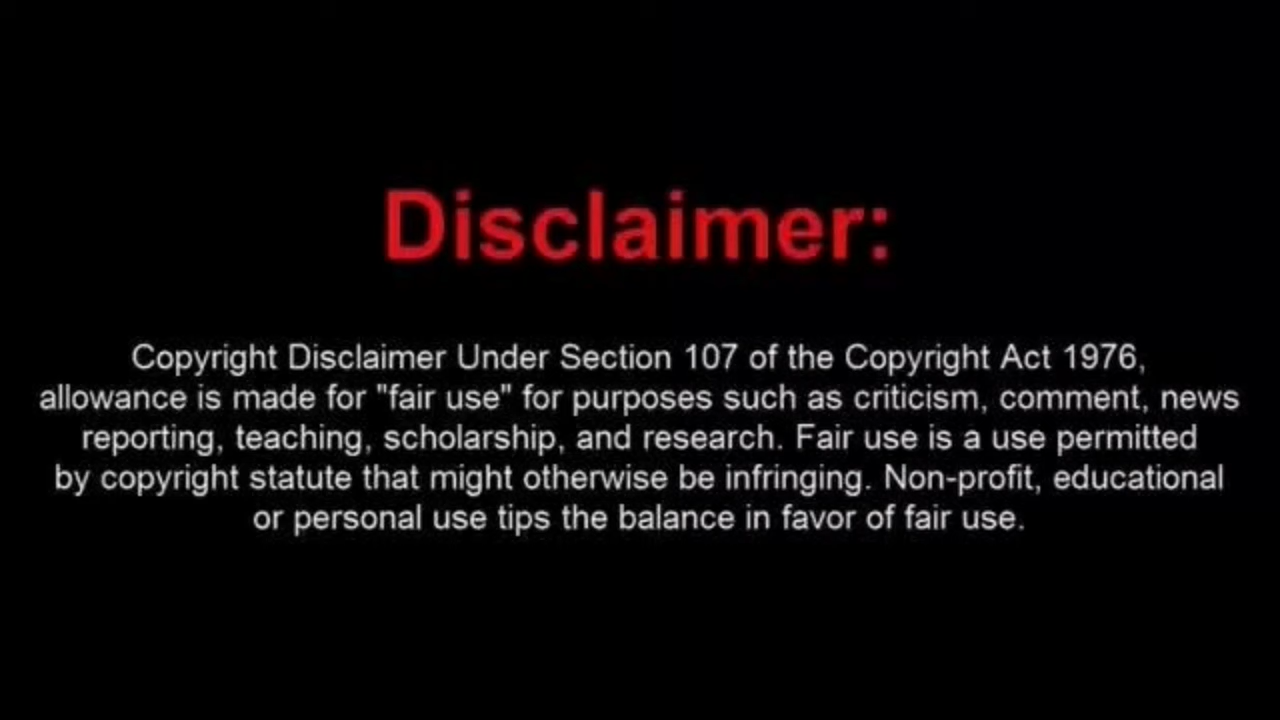 Disclaimer:
Copyright Disclaimer Under Section 107 of the Copyright Act 1976,
allowance is made for "fair use" for purposes such as criticism, comment, news
reporting, teaching, scholarship, and research. Fair use is a use permitted
by copyright statute that might otherwise be infringing. Non-profit, educational
or personal use tips the balance in favor of fair use.